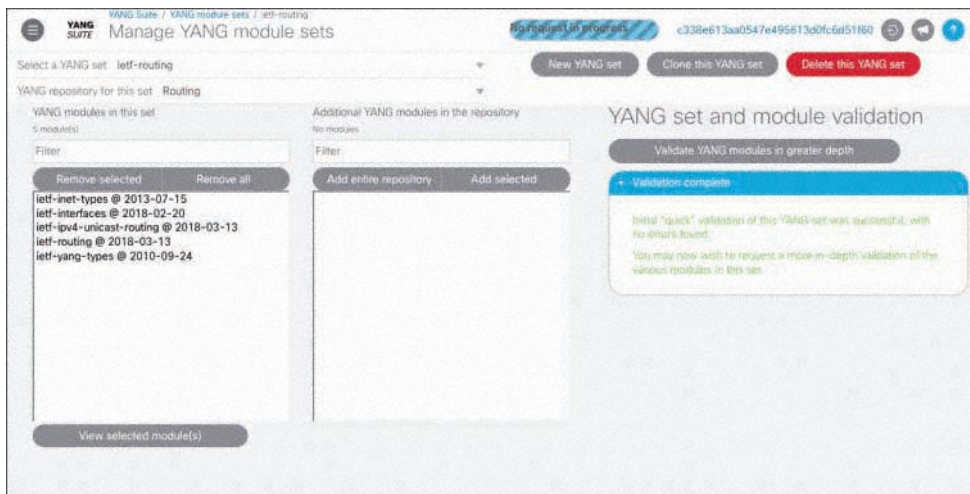 YANG Suite / YANG module sets / ietf-routing
YANG SUITE
Manage YANG module sets
No request in progress.
c338e613aa0547e495613d0fc6d51f60
Select a YANG set ietf-routing
New YANG set
Clone this YANG set
Delete this YANG set
YANG repository for this set Routing
YANG modules in this set
5 module(s)
Filter
Remove selected
Remove all
ietf-inet-types @ 2013-07-15
ietf-interfaces @ 2018-02-20
ietf-ipv4-unicast-routing @ 2018-03-13
ietf-routing @ 2018-03-13
ietf-yang-types @ 2010-09-24
View selected module(s)
Additional YANG modules in the repository
No modules
Filter
Add entire repository
Add selected
YANG set and module validation
Validate YANG modules in greater depth
Validation complete
Initial "quick" validation of this YANG set was successful, with
no errors found.
You may now wish to request a more in-depth validation of the
various modules in this set.
?